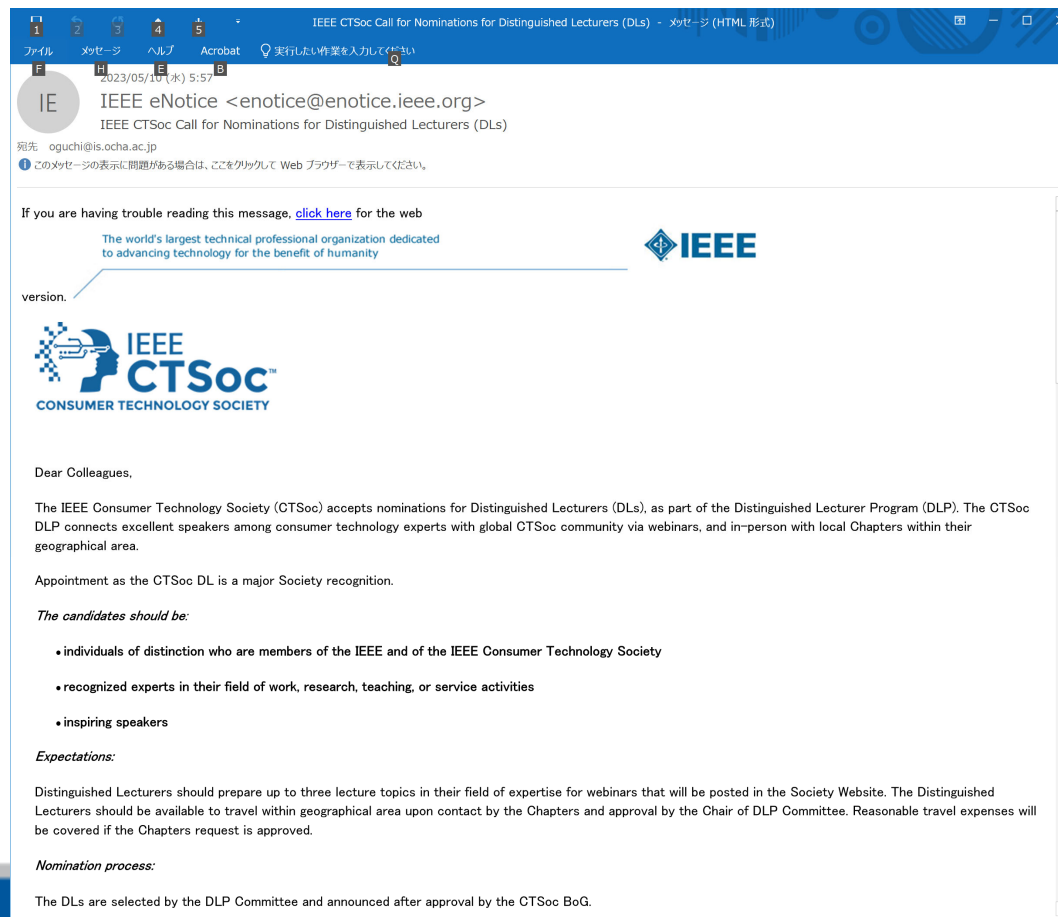 IEEE CTSoc Call for Nominations for Distinguished Lecturers (DLs) - メッセージ (HTML 形式)
1 2 3 4 5
ファイル メッセージ ヘルプ Acrobat 実行したい作業を入力してください
F H E B Q
IE
2023/05/10 (水) 5:57
IEEE eNotice <enotice@enotice.ieee.org>
IEEE CTSoc Call for Nominations for Distinguished Lecturers (DLs)
宛先 oguchi@is.ocha.ac.jp
このメッセージの表示に問題がある場合は、ここをクリックして Web ブラウザーで表示してください。
If you are having trouble reading this message, click here for the web
The world's largest technical professional organization dedicated
to advancing technology for the benefit of humanity
IEEE
version.
IEEE
CTSoc™
CONSUMER TECHNOLOGY SOCIETY
Dear Colleagues,
The IEEE Consumer Technology Society (CTSoc) accepts nominations for Distinguished Lecturers (DLs), as part of the Distinguished Lecturer Program (DLP). The CTSoc
DLP connects excellent speakers among consumer technology experts with global CTSoc community via webinars, and in-person with local Chapters within their
geographical area.
Appointment as the CTSoc DL is a major Society recognition.
The candidates should be:
• individuals of distinction who are members of the IEEE and of the IEEE Consumer Technology Society
• recognized experts in their field of work, research, teaching, or service activities
• inspiring speakers
Expectations:
Distinguished Lecturers should prepare up to three lecture topics in their field of expertise for webinars that will be posted in the Society Website. The Distinguished
Lecturers should be available to travel within geographical area upon contact by the Chapters and approval by the Chair of DLP Committee. Reasonable travel expenses will
be covered if the Chapters request is approved.
Nomination process:
The DLs are selected by the DLP Committee and announced after approval by the CTSoc BoG.